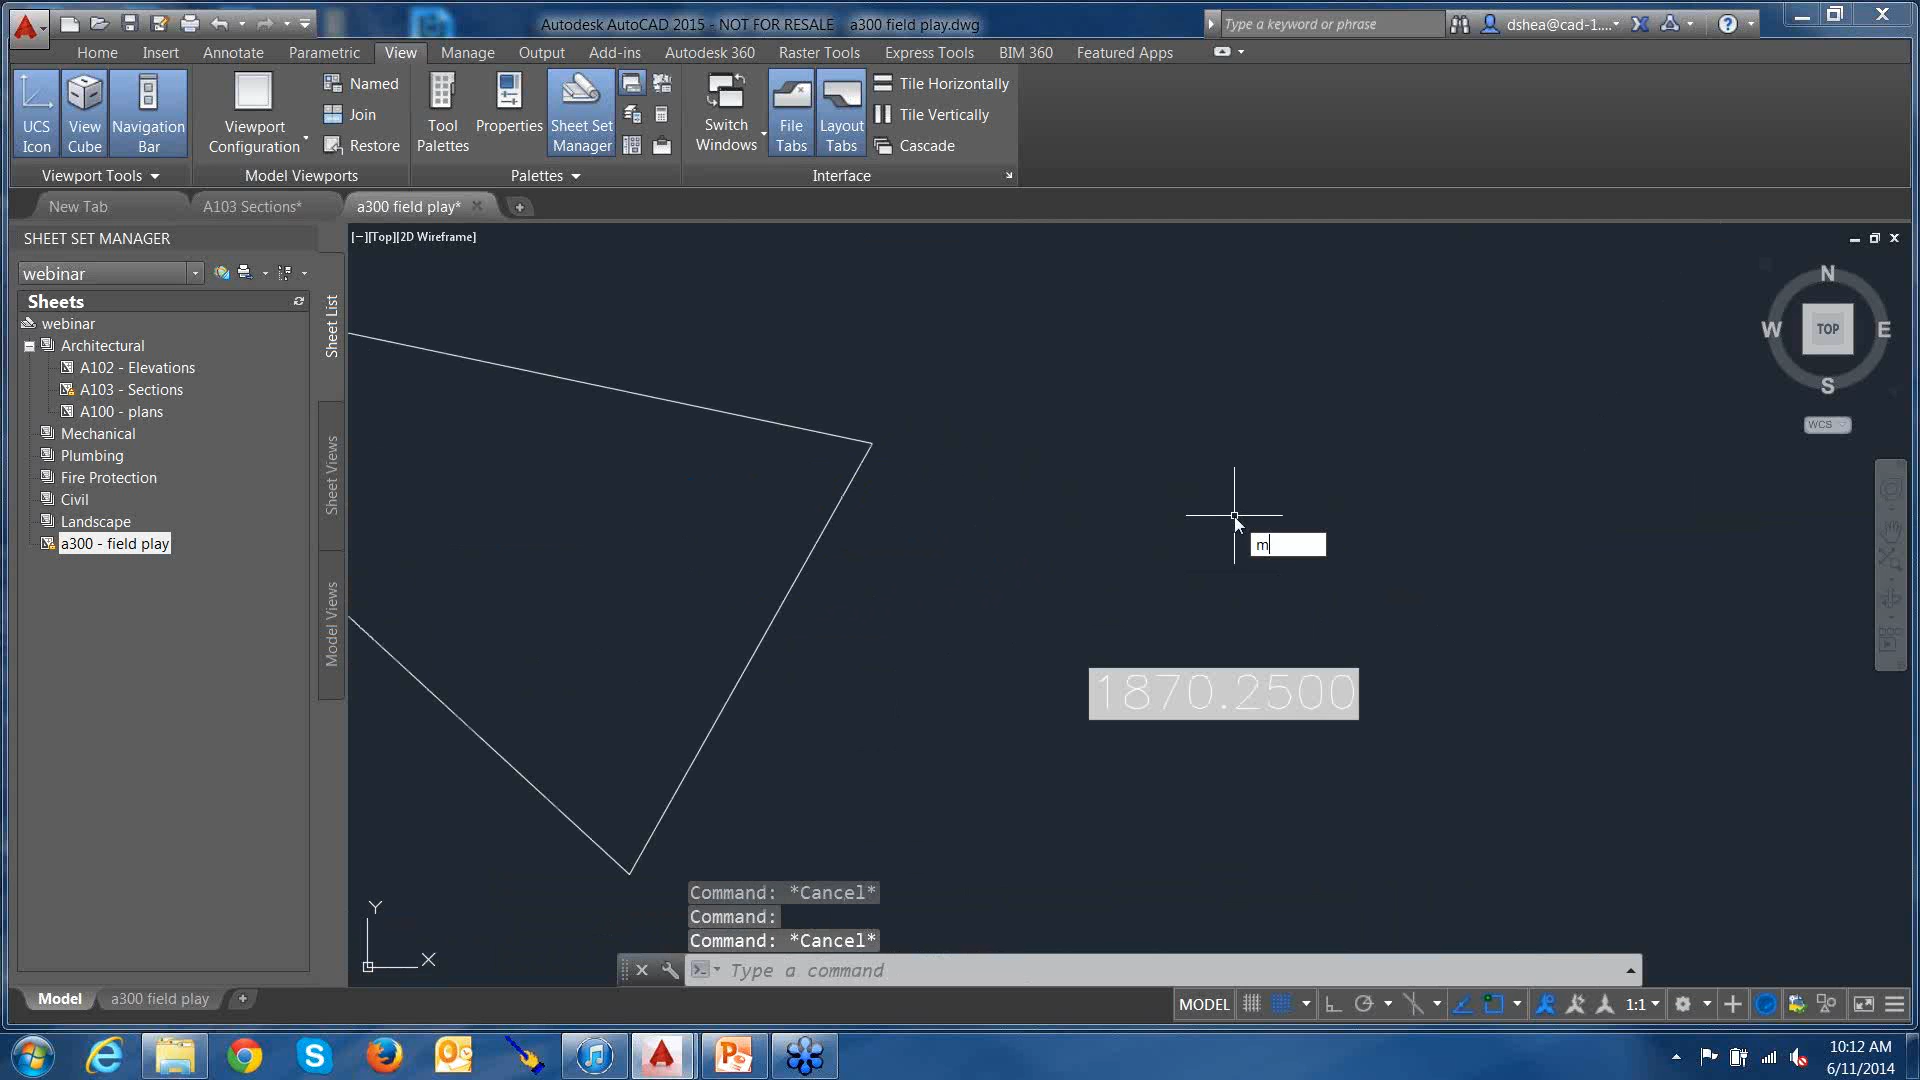 Autodesk AutoCAD 2015 - NOT FOR RESALE a300 field play.dwg
Type a keyword or phrase
dshea@cad-1....
Home Insert Annotate Parametric View Manage Output Add-ins Autodesk 360 Raster Tools Express Tools BIM 360 Featured Apps
UCS Icon
View Cube
Navigation Bar
Viewport Configuration
Named
Join
Restore
Tool Palettes
Properties
Sheet Set Manager
Switch Windows
File Tabs
Layout Tabs
Tile Horizontally
Tile Vertically
Cascade
Viewport Tools
Model Viewports
Palettes
Interface
New Tab
A103 Sections*
a300 field play*
SHEET SET MANAGER
webinar
Sheets
webinar
Architectural
A102 - Elevations
A103 - Sections
A100 - plans
Mechanical
Plumbing
Fire Protection
Civil
Landscape
a300 - field play
Sheet List
Sheet Views
Model Views
[−][Top][2D Wireframe]
N
W
TOP
E
S
WCS
m
1870.2500
Y
X
Command: *Cancel*
Command:
Command: *Cancel*
Type a command
Model
a300 field play
MODEL
1:1
10:12 AM
6/11/2014